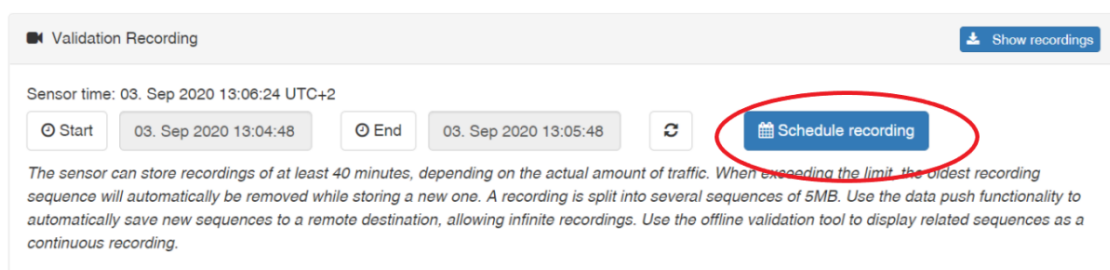 Validation Recording
Show recordings
Sensor time: 03. Sep 2020 13:06:24 UTC+2
Start 03. Sep 2020 13:04:48 End 03. Sep 2020 13:05:48 Schedule recording
The sensor can store recordings of at least 40 minutes, depending on the actual amount of traffic. When exceeding the limit, the oldest recording
sequence will automatically be removed while storing a new one. A recording is split into several sequences of 5MB. Use the data push functionality to
automatically save new sequences to a remote destination, allowing infinite recordings. Use the offline validation tool to display related sequences as a
continuous recording.